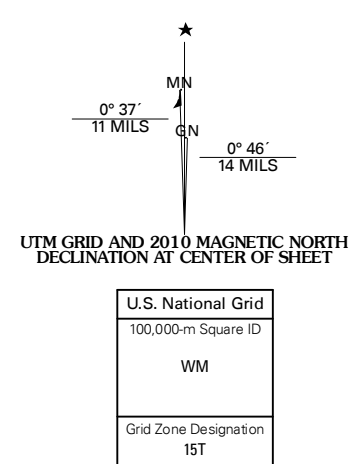 MN
0° 37´
11 MILS
GN
0° 46´
14 MILS
UTM GRID AND 2010 MAGNETIC NORTH
DECLINATION AT CENTER OF SHEET
U.S. National Grid
100,000-m Square ID
WM
Grid Zone Designation
15T